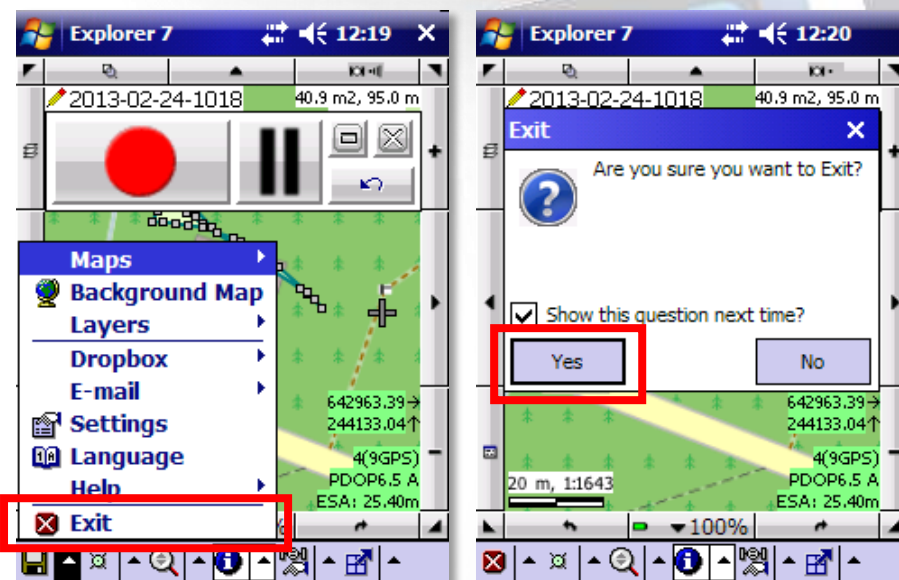 Explorer 7 12:19
2013-02-24-1018 40.9 m2, 95.0 m
Maps
Background Map
Layers
Dropbox
E-mail
Settings
Language
Help
Exit
642963.39→
244133.04↑
4(9GPS)
PDOP6.5 A
ESA: 25.40m
Explorer 7 12:20
2013-02-24-1018 40.9 m2, 95.0 m
Exit
Are you sure you want to Exit?
Show this question next time?
Yes No
642963.39→
244133.04↑
4(9GPS)
PDOP6.5 A
20 m, 1:1643
ESA: 25.40m
100%